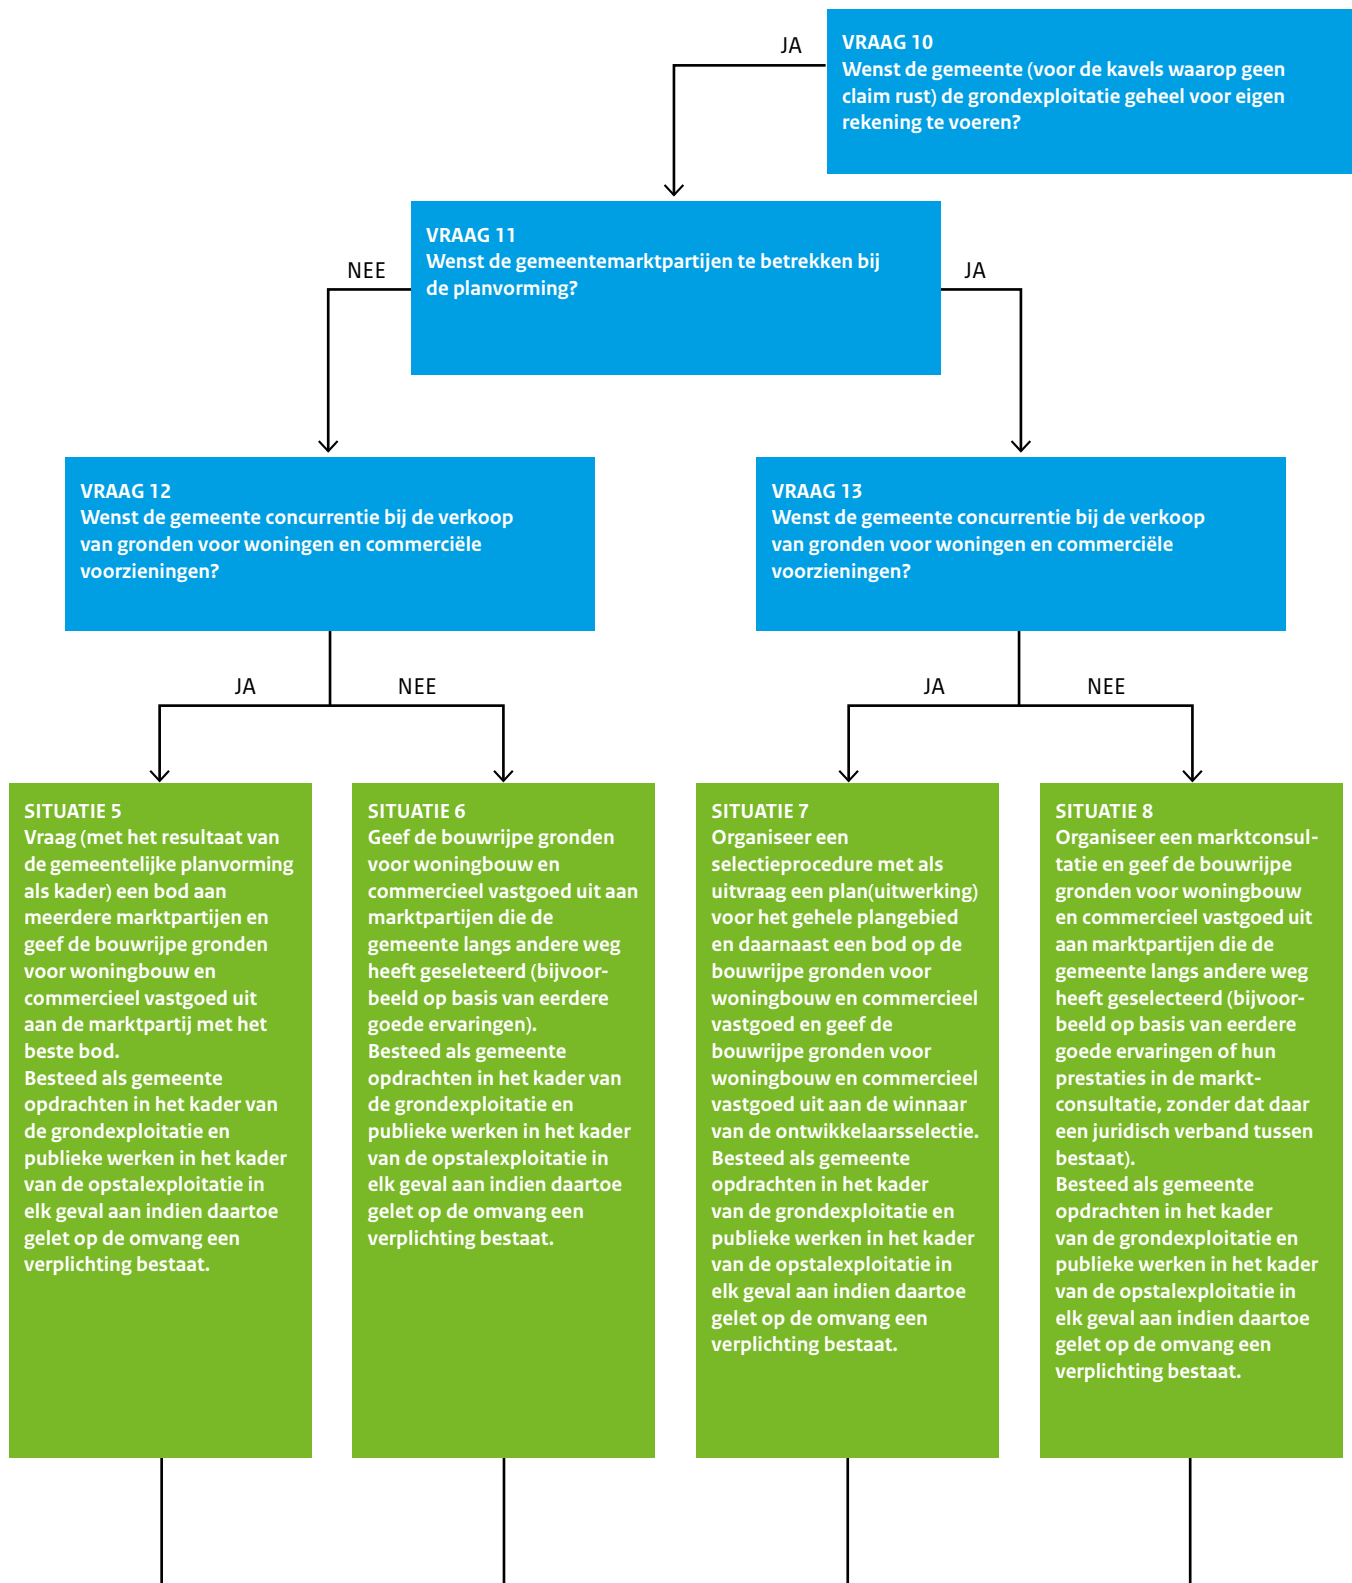 JA
VRAAG 10
Wenst de gemeente (voor de kavels waarop geen
claim rust) de grondexploitatie geheel voor eigen
rekening te voeren?
VRAAG 11
Wenst de gemeentemarktpartijen te betrekken bij
de planvorming?
NEE
JA
VRAAG 12
Wenst de gemeente concurrentie bij de verkoop
van gronden voor woningen en commerciële
voorzieningen?
VRAAG 13
Wenst de gemeente concurrentie bij de verkoop
van gronden voor woningen en commerciële
voorzieningen?
JA
NEE
JA
NEE
SITUATIE 5
Vraag (met het resultaat van
de gemeentelijke planvorming
als kader) een bod aan
meerdere marktpartijen en
geef de bouwrijpe gronden
voor woningbouw en
commercieel vastgoed uit
aan de marktpartij met het
beste bod.
Besteed als gemeente
opdrachten in het kader van
de grondexploitatie en
publieke werken in het kader
van de opstalexploitatie in
elk geval aan indien daartoe
gelet op de omvang een
verplichting bestaat.
SITUATIE 6
Geef de bouwrijpe gronden
voor woningbouw en
commercieel vastgoed uit aan
marktpartijen die de
gemeente langs andere weg
heeft geseleteerd (bijvoor-
beeld op basis van eerdere
goede ervaringen).
Besteed als gemeente
opdrachten in het kader van
de grondexploitatie en
publieke werken in het kader
van de opstalexploitatie in
elk geval aan indien daartoe
gelet op de omvang een
verplichting bestaat.
SITUATIE 7
Organiseer een
selectieprocedure met als
uitvraag een plan(uitwerking)
voor het gehele plangebied
en daarnaast een bod op de
bouwrijpe gronden voor
woningbouw en commercieel
vastgoed en geef de
bouwrijpe gronden voor
woningbouw en commercieel
vastgoed uit aan de winnaar
van de ontwikkelaarsselectie.
Besteed als gemeente
opdrachten in het kader
van de grondexploitatie en
publieke werken in het kader
van de opstalexploitatie in
elk geval aan indien daartoe
gelet op de omvang een
verplichting bestaat.
SITUATIE 8
Organiseer een marktconsul-
tatie en geef de bouwrijpe
gronden voor woningbouw
en commercieel vastgoed uit
aan marktpartijen die de
gemeente langs andere weg
heeft geselecteerd (bijvoor-
beeld op basis van eerdere
goede ervaringen of hun
prestaties in de markt-
consultatie, zonder dat daar
een juridisch verband tussen
bestaat).
Besteed als gemeente
opdrachten in het kader
van de grondexploitatie en
publieke werken in het kader
van de opstalexploitatie in
elk geval aan indien daartoe
gelet op de omvang een
verplichting bestaat.